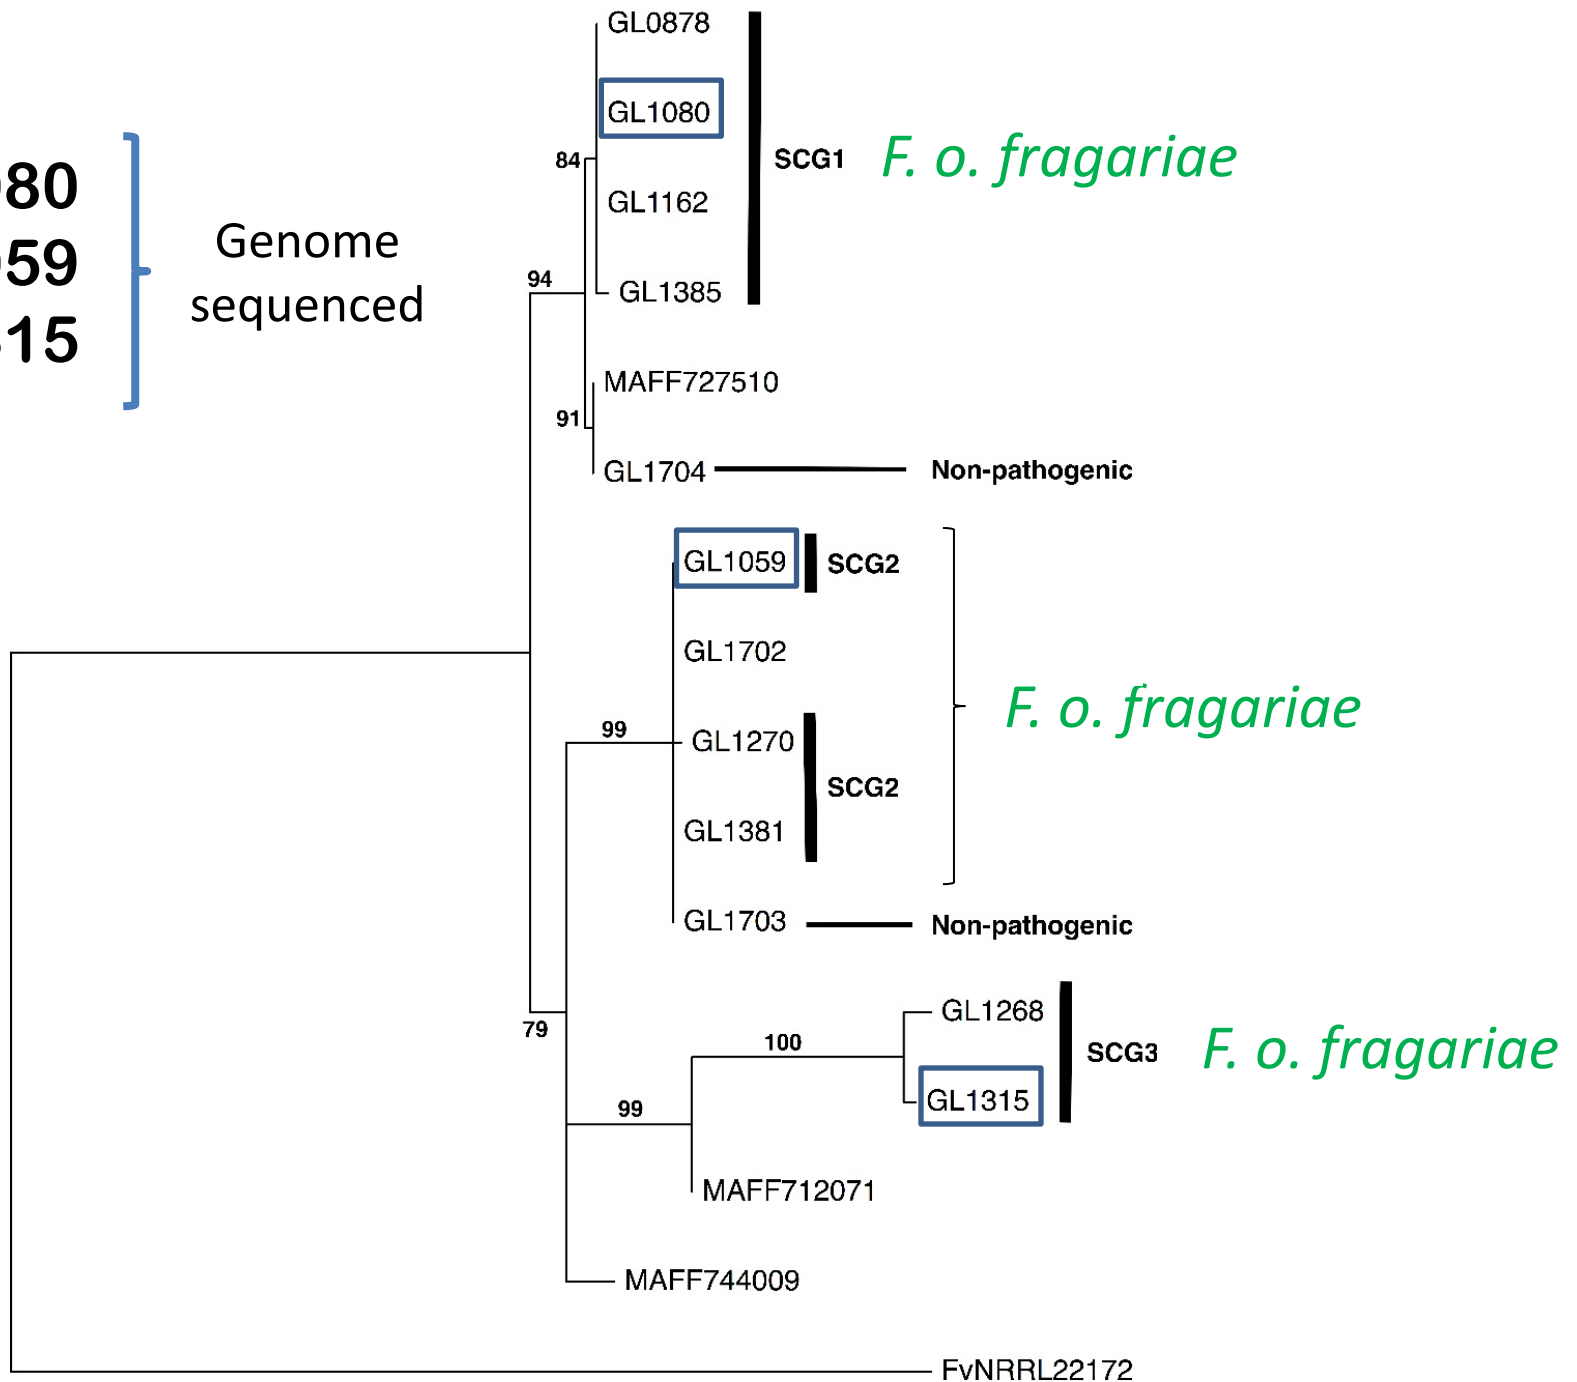 GL0878
GL1080
84
SCG1
F. o. fragariae
80
59
15
Genome
sequenced
GL1162
94
GL1385
MAFF727510
91
GL1704
Non-pathogenic
GL1059
SCG2
GL1702
F. o. fragariae
99
GL1270
SCG2
GL1381
GL1703
Non-pathogenic
GL1268
79
100
SCG3
F. o. fragariae
GL1315
99
MAFF712071
MAFF744009
FvNRRL22172